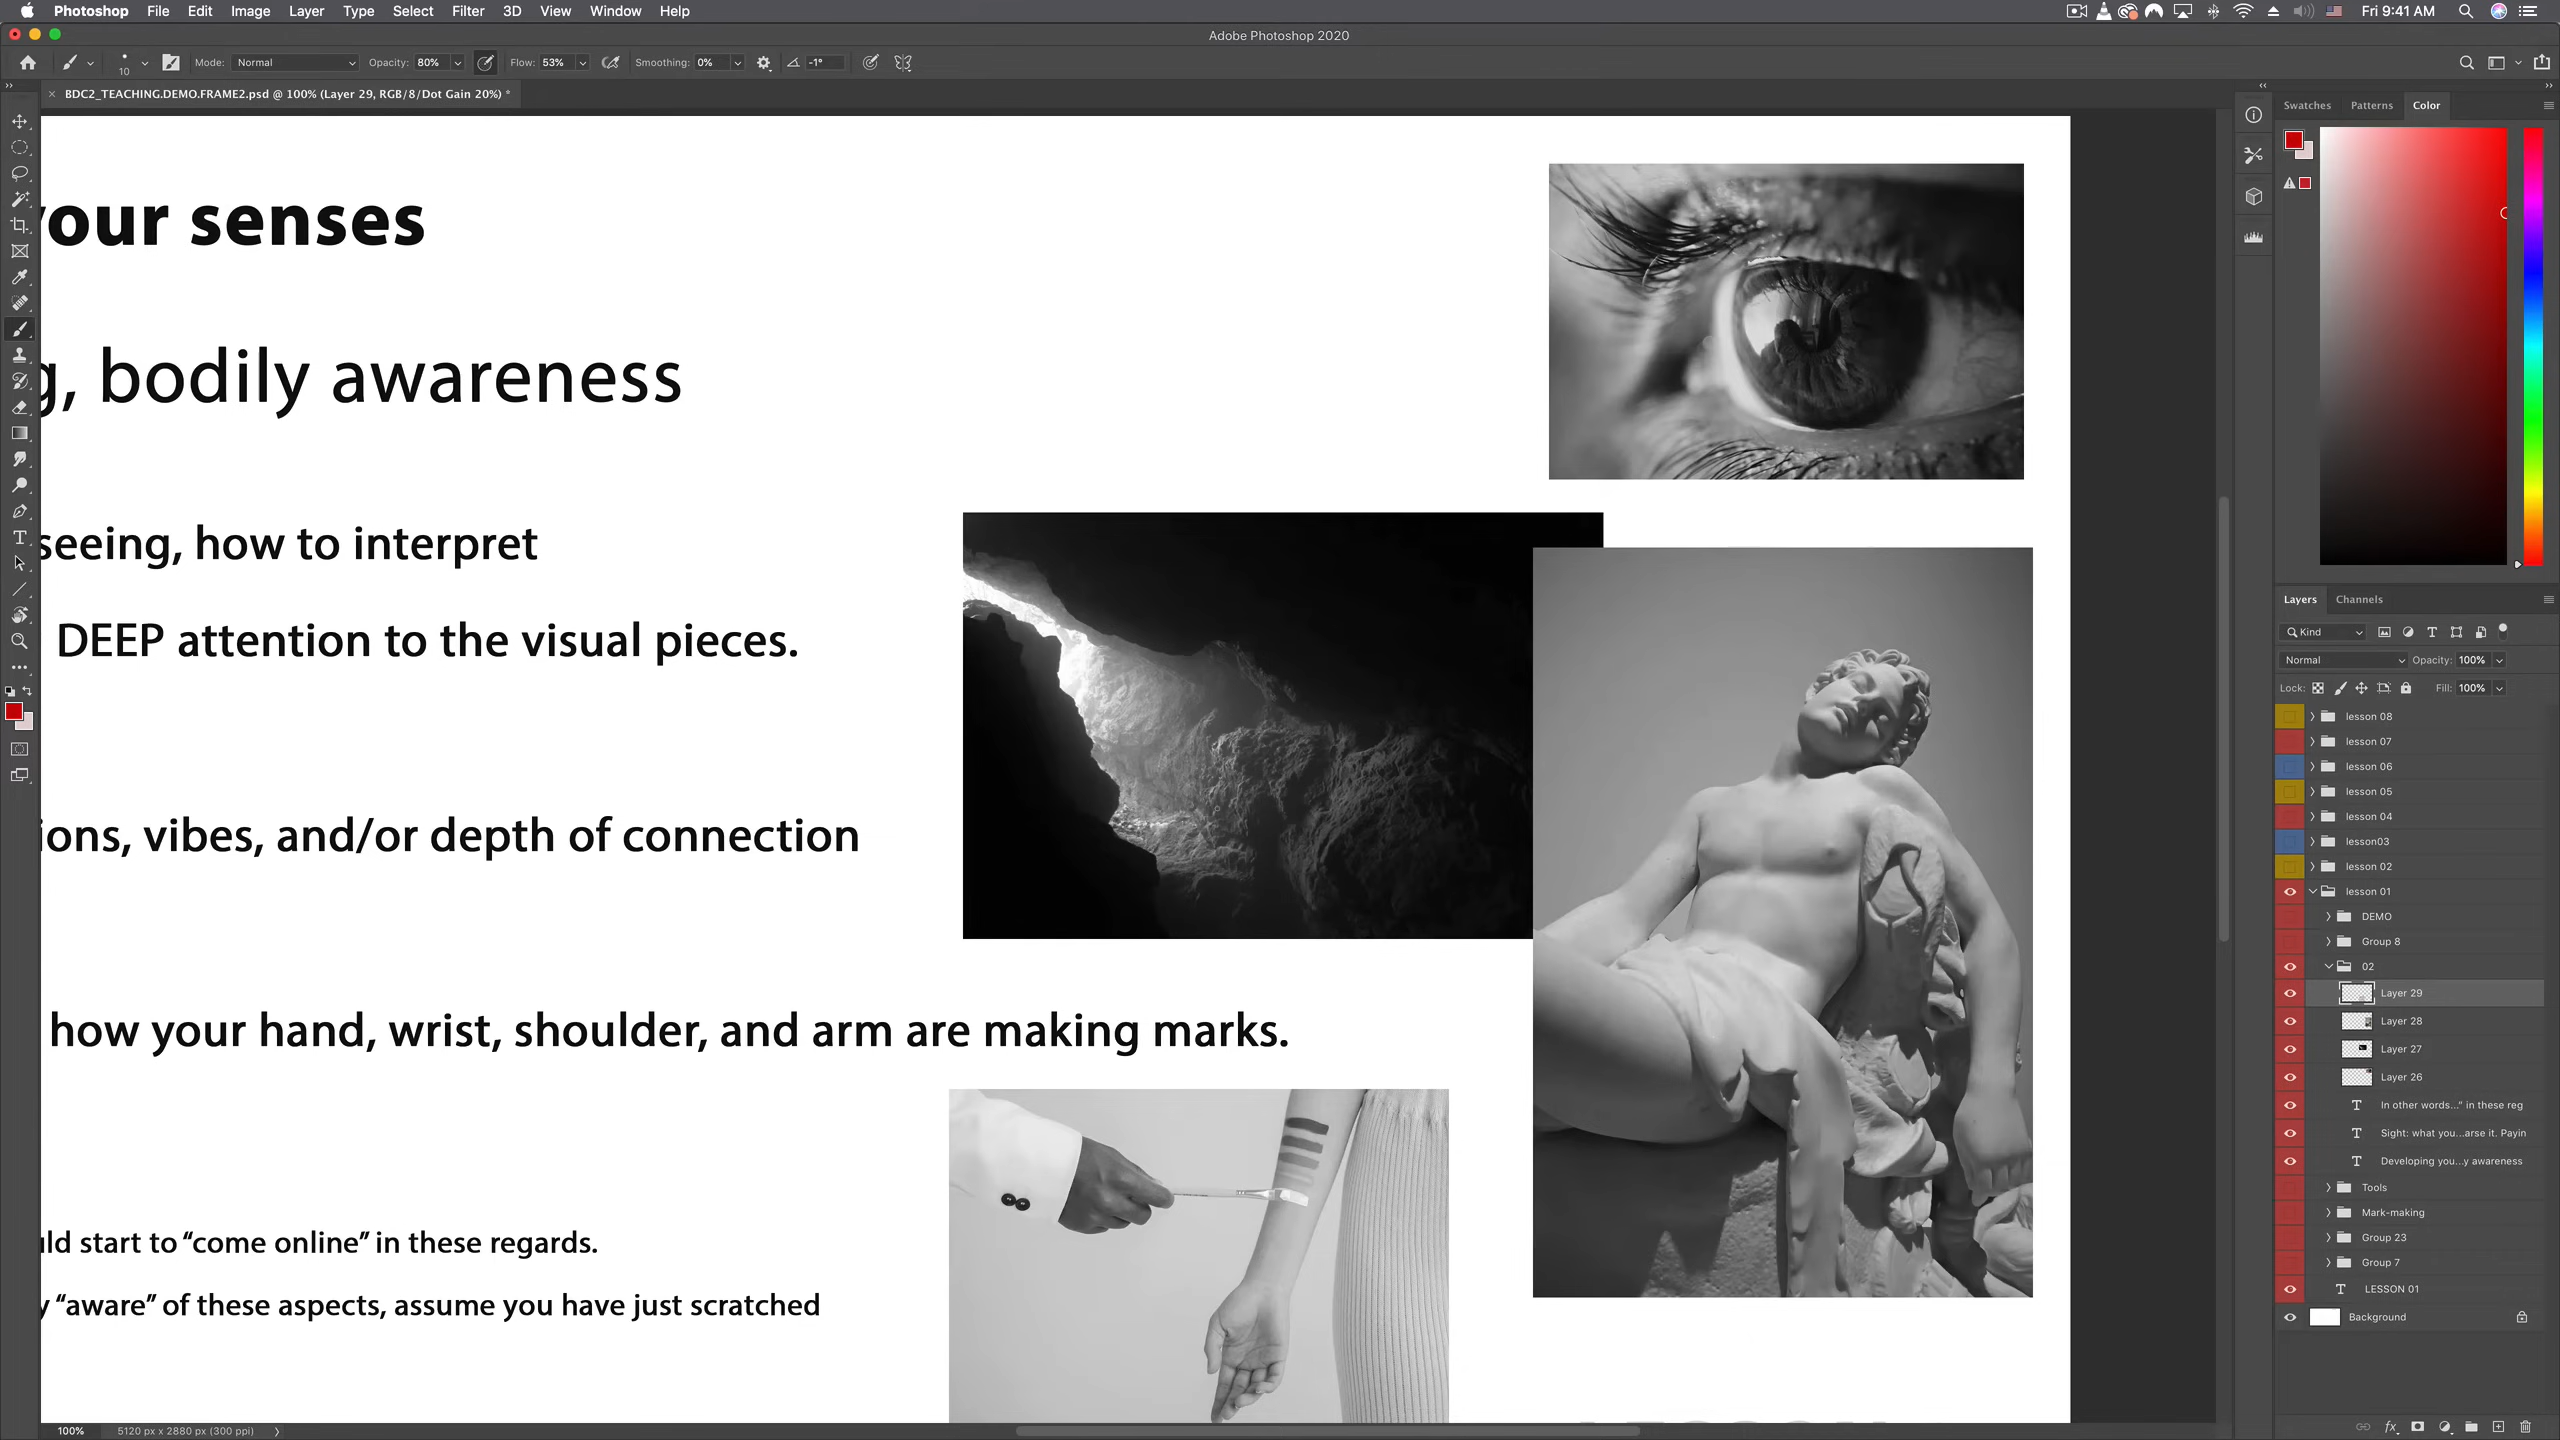 Photoshop File Edit Image Layer Type Select Filter 3D View Window Help
Fri 9:41 AM
Adobe Photoshop 2020
10 Mode: Normal Opacity: 80% Flow: 53% Smoothing: 0% -1°
BDC2_TEACHING.DEMO.FRAME2.psd @ 100% (Layer 29, RGB/8/Dot Gain 20%) *
Swatches Patterns Color
our senses
g, bodily awareness
seeing, how to interpret
DEEP attention to the visual pieces.
ions, vibes, and/or depth of connection
how your hand, wrist, shoulder, and arm are making marks.
uld start to “come online” in these regards.
y “aware” of these aspects, assume you have just scratched
Layers Channels
Kind
Normal Opacity: 100%
Lock: Fill: 100%
lesson 08
lesson 07
lesson 06
lesson 05
lesson 04
lesson03
lesson 02
lesson 01
DEMO
Group 8
02
Layer 29
Layer 28
Layer 27
Layer 26
In other words...” in these reg
Sight: what you...arse it. Payin
Developing you...y awareness
Tools
Mark-making
Group 23
Group 7
LESSON 01
Background
100% 5120 px x 2880 px (300 ppi)